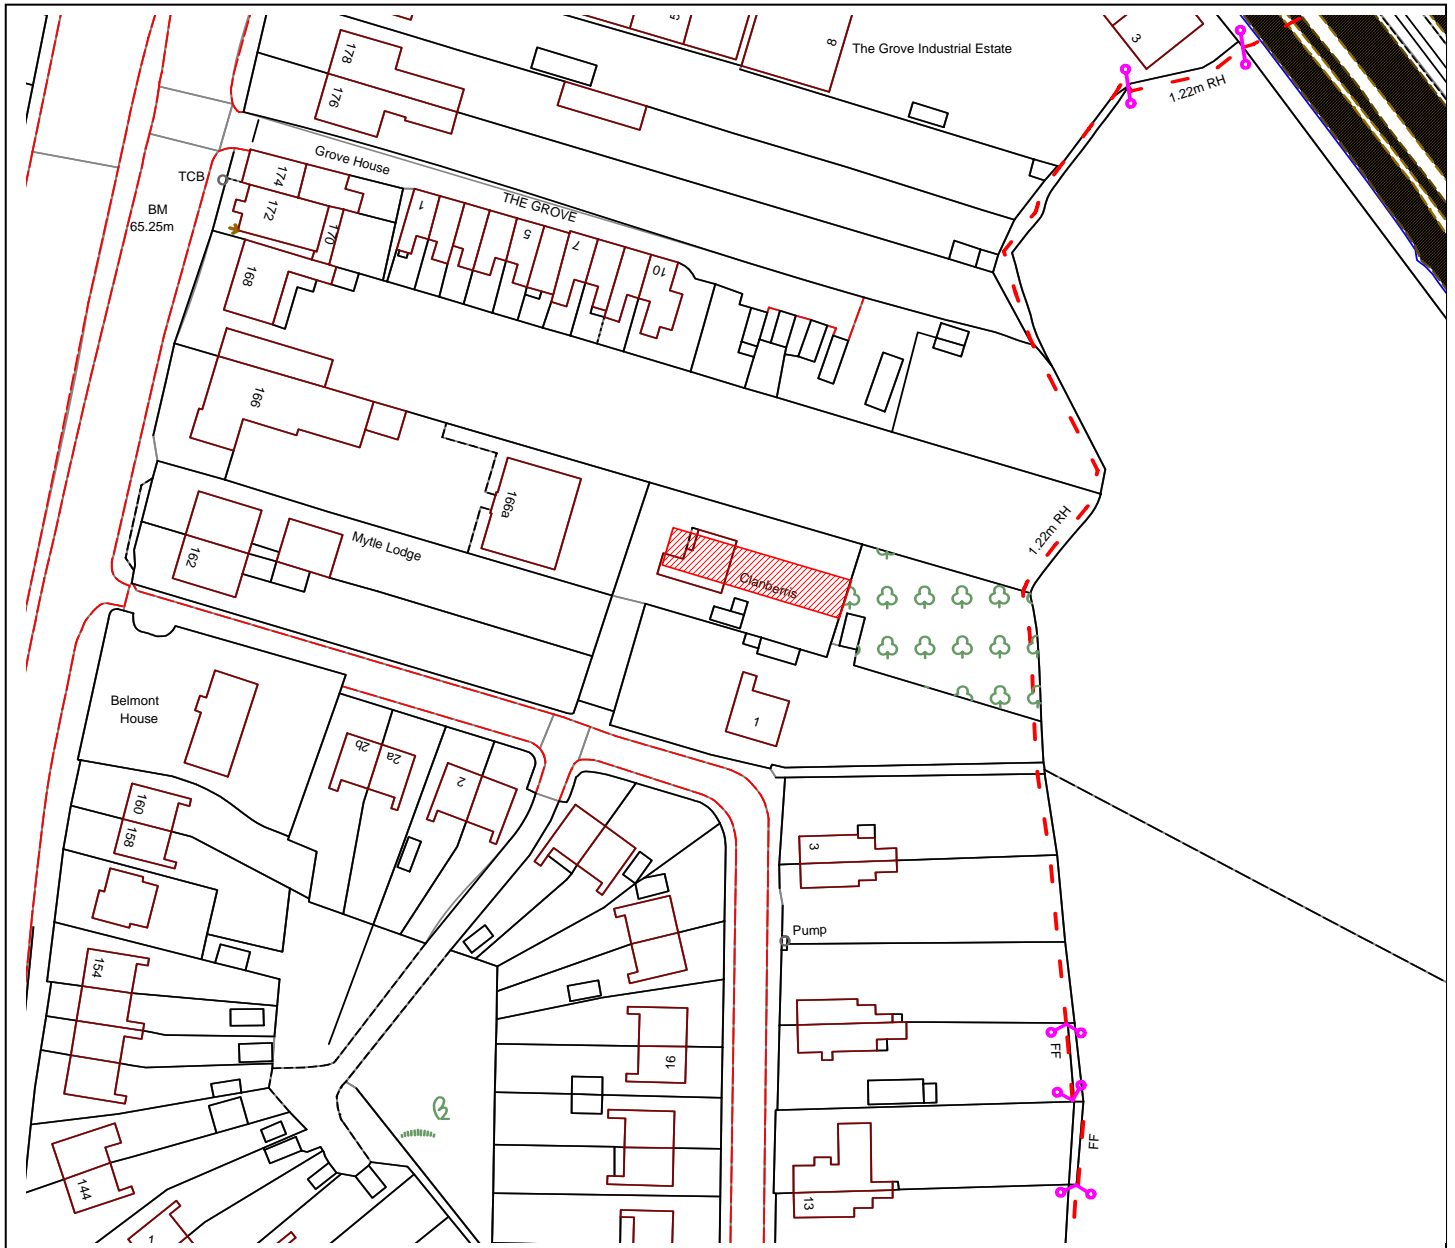 178
176
8
The Grove Industrial Estate
3
1.22m RH
Grove House
TCB
174
172
170
BM
65.25m
THE GROVE
1
5
7
10
168
166
166a
1.22m RH
162
Mytle Lodge
Clanberris
Belmont
House
1
2b
2a
2
160
158
3
Pump
154
16
FF
FF
144
13
1